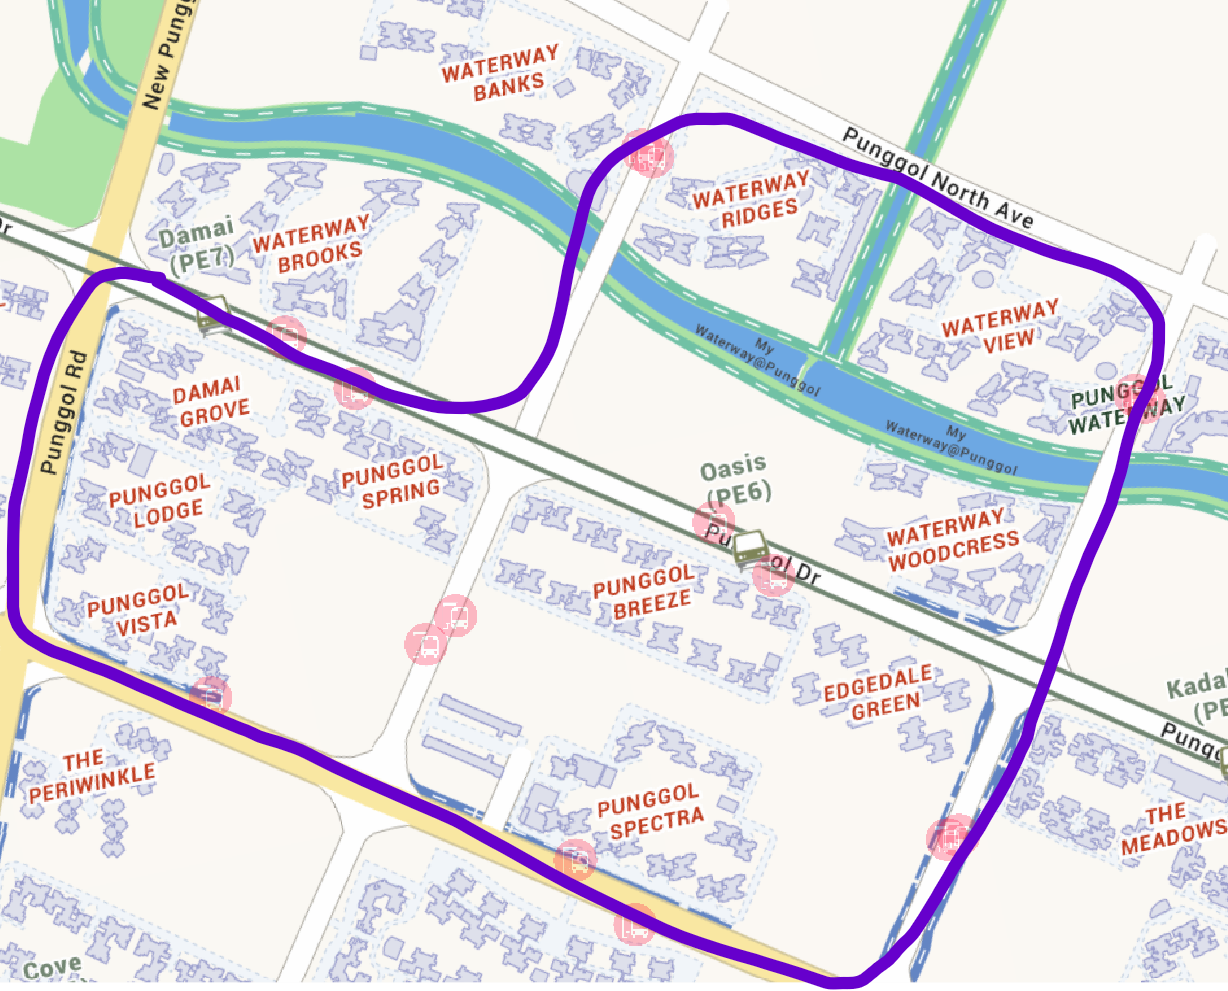 New Pungg
WATERWAY
BANKS
Punggol North Ave
WATERWAY
RIDGES
Damai
(PE7)
WATERWAY
BROOKS
Dr
WATERWAY
VIEW
My
Waterway@Punggol
PUNGGOL
WATERWAY
My
Waterway@Punggol
Punggol Rd
DAMAI
GROVE
PUNGGOL
SPRING
PUNGGOL
LODGE
Oasis
(PE6)
Pu gol Dr
WATERWAY
WOODCRESS
PUNGGOL
BREEZE
PUNGGOL
VISTA
EDGEDALE
GREEN
Kadal
(PE
Pungg
THE
PERIWINKLE
PUNGGOL
SPECTRA
THE
MEADOWS
Cove